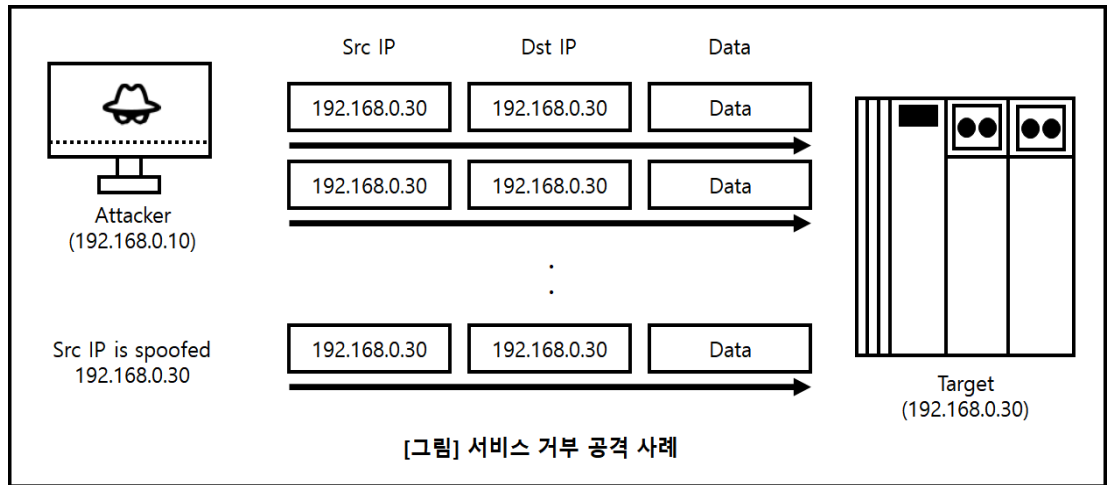 Src IP Dst IP Data
192.168.0.30 192.168.0.30 Data
192.168.0.30 192.168.0.30 Data
Attacker
(192.168.0.10)
.
.
Src IP is spoofed
192.168.0.30
192.168.0.30 192.168.0.30 Data
Target
(192.168.0.30)
[그림] 서비스 거부 공격 사례